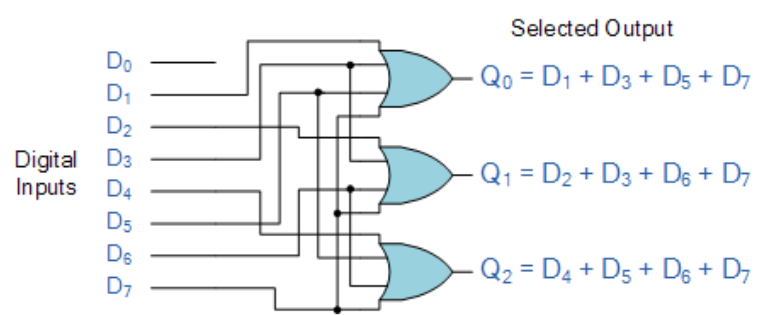 Selected Output
D₀
D₁
D₂
D₃
D₄
D₅
D₆
D₇
Digital
Inputs
Q₀ = D₁ + D₃ + D₅ + D₇
Q₁ = D₂ + D₃ + D₆ + D₇
Q₂ = D₄ + D₅ + D₆ + D₇